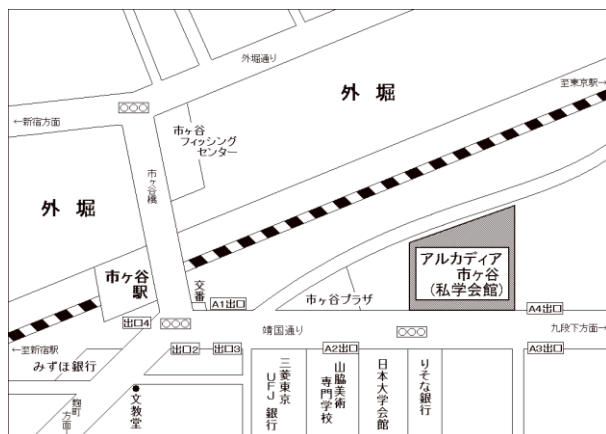 外堀通り
至東京駅→
外 堀
←新宿方面
市ヶ谷
フィッシング
センター
市ヶ谷橋
外 堀
アルカディア
市ヶ谷
(私学会館)
市ヶ谷
駅
交番
A1出口
市ヶ谷プラザ
A4出口
出口4
靖国通り
九段下方面→
←至新宿駅
出口2
出口3
A2出口
A3出口
みずほ銀行
麹町
方面
文教堂
三菱東京
UFJ銀行
山脇美術
専門学校
日本大学会館
りそな銀行